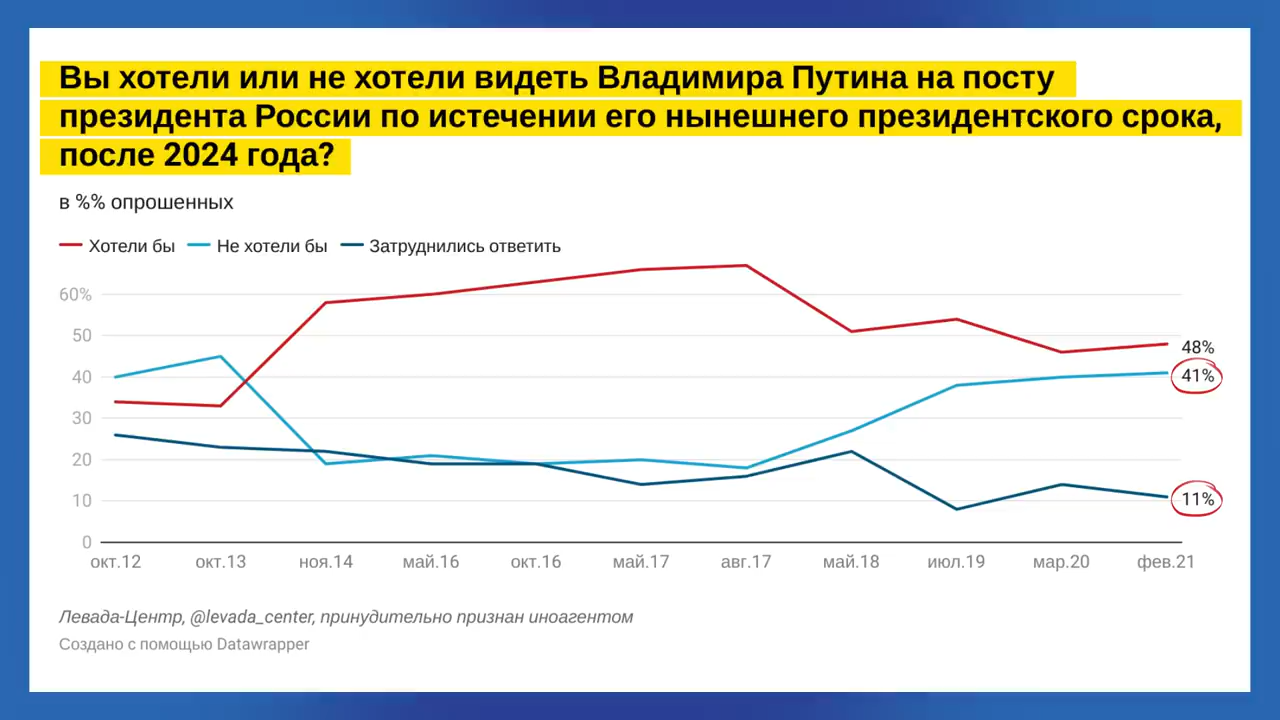 Вы хотели или не хотели видеть Владимира Путина на посту
президента России по истечении его нынешнего президентского срока,
после 2024 года?
в %% опрошенных
Хотели бы Не хотели бы Затруднились ответить
60%
50
48%
40
41%
30
20
10
11%
0
окт.12 окт.13 ноя.14 май.16 окт.16 май.17 авг.17 май.18 июл.19 мар.20 фев.21
Левада-Центр, @levada_center, принудительно признан иноагентом
Создано с помощью Datawrapper